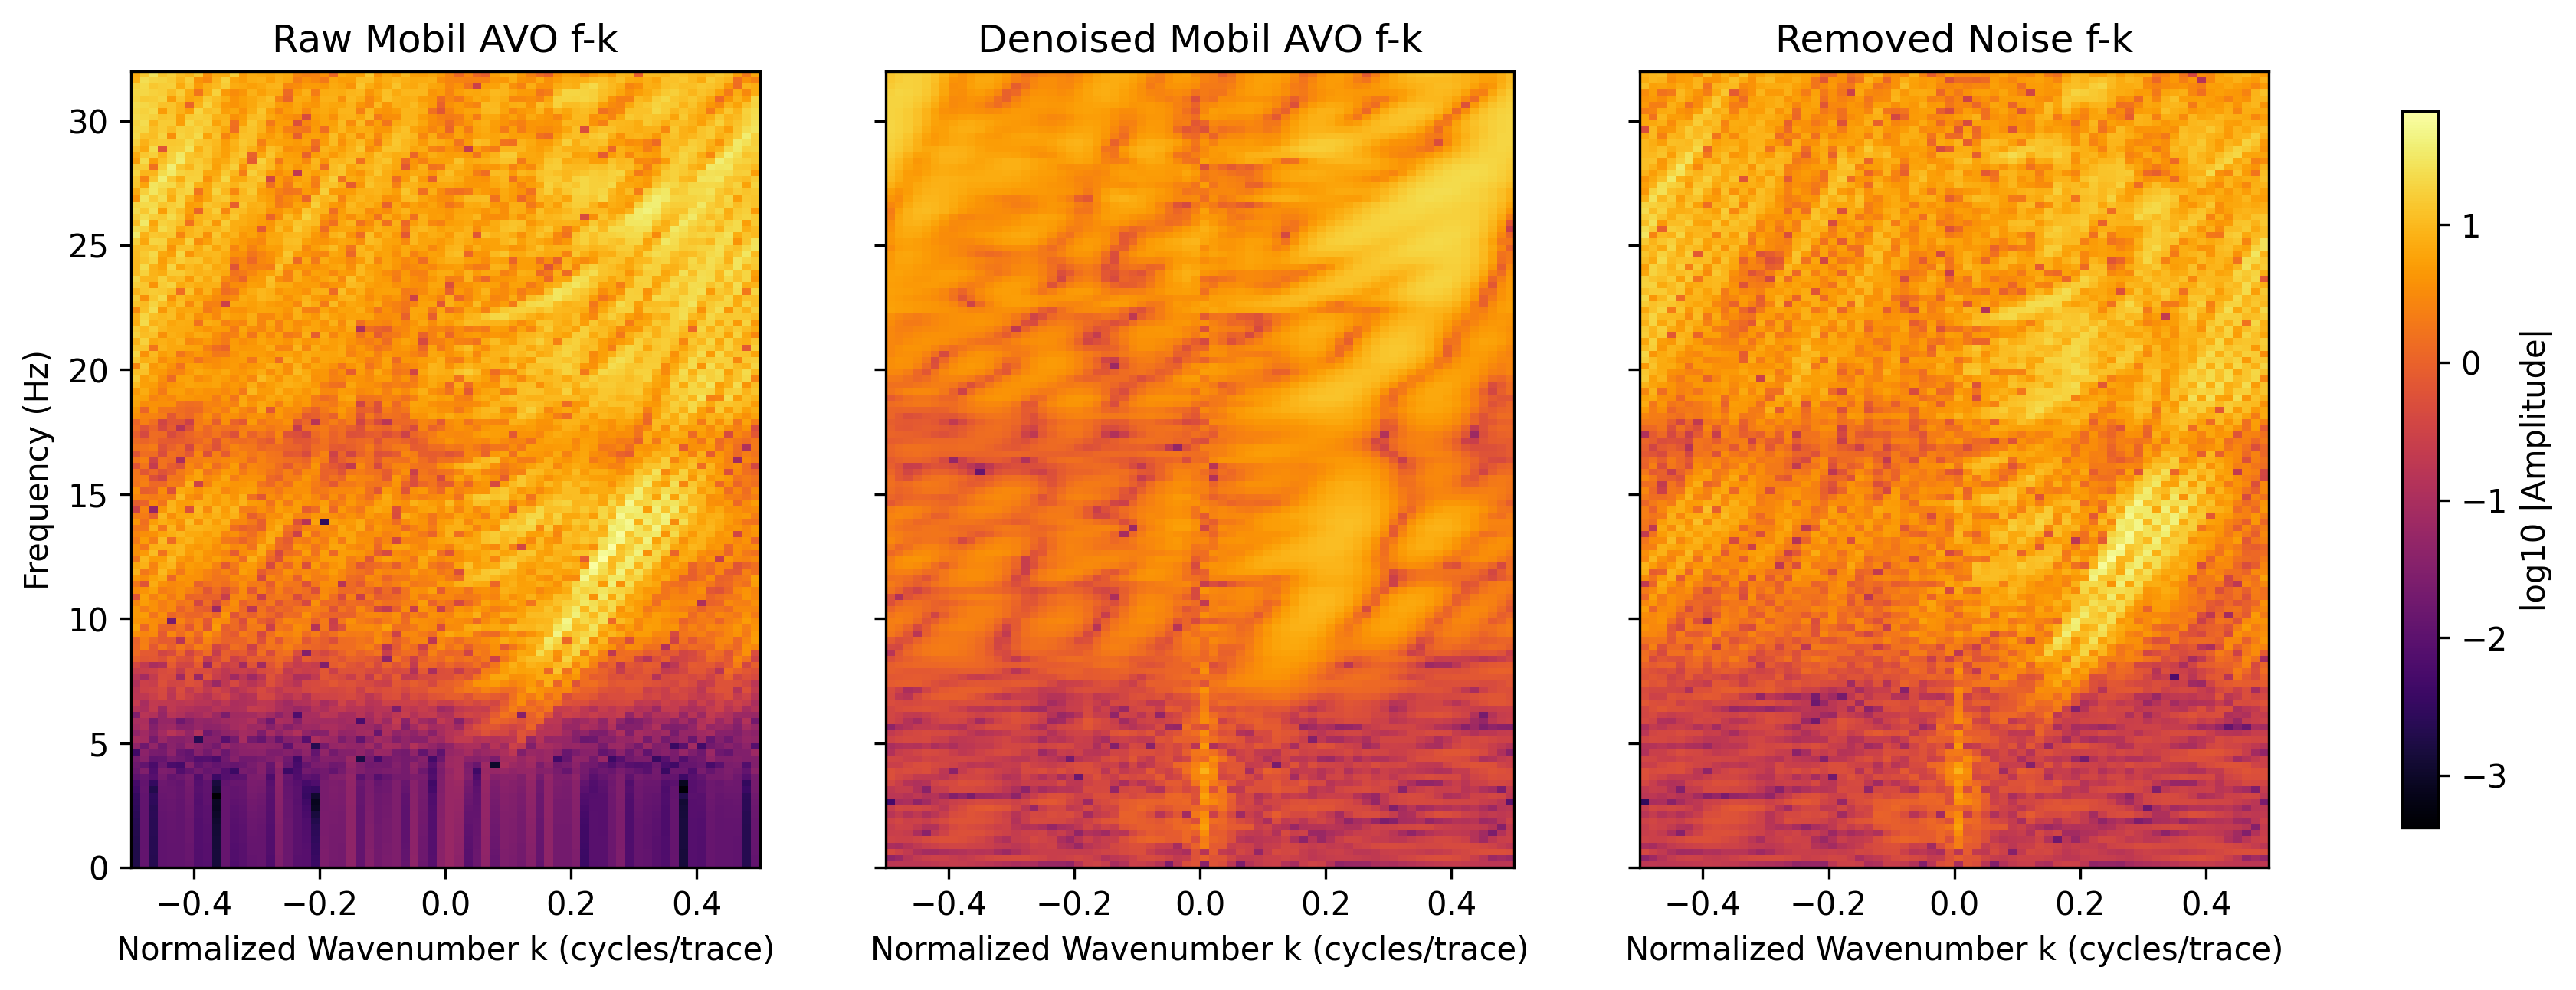 Raw Mobil AVO f-k
Denoised Mobil AVO f-k
Removed Noise f-k
Frequency (Hz)
30
25
20
15
10
5
0
−0.4 −0.2 0.0 0.2 0.4
−0.4 −0.2 0.0 0.2 0.4
−0.4 −0.2 0.0 0.2 0.4
Normalized Wavenumber k (cycles/trace)
Normalized Wavenumber k (cycles/trace)
Normalized Wavenumber k (cycles/trace)
1
0
−1
−2
−3
log10 |Amplitude|